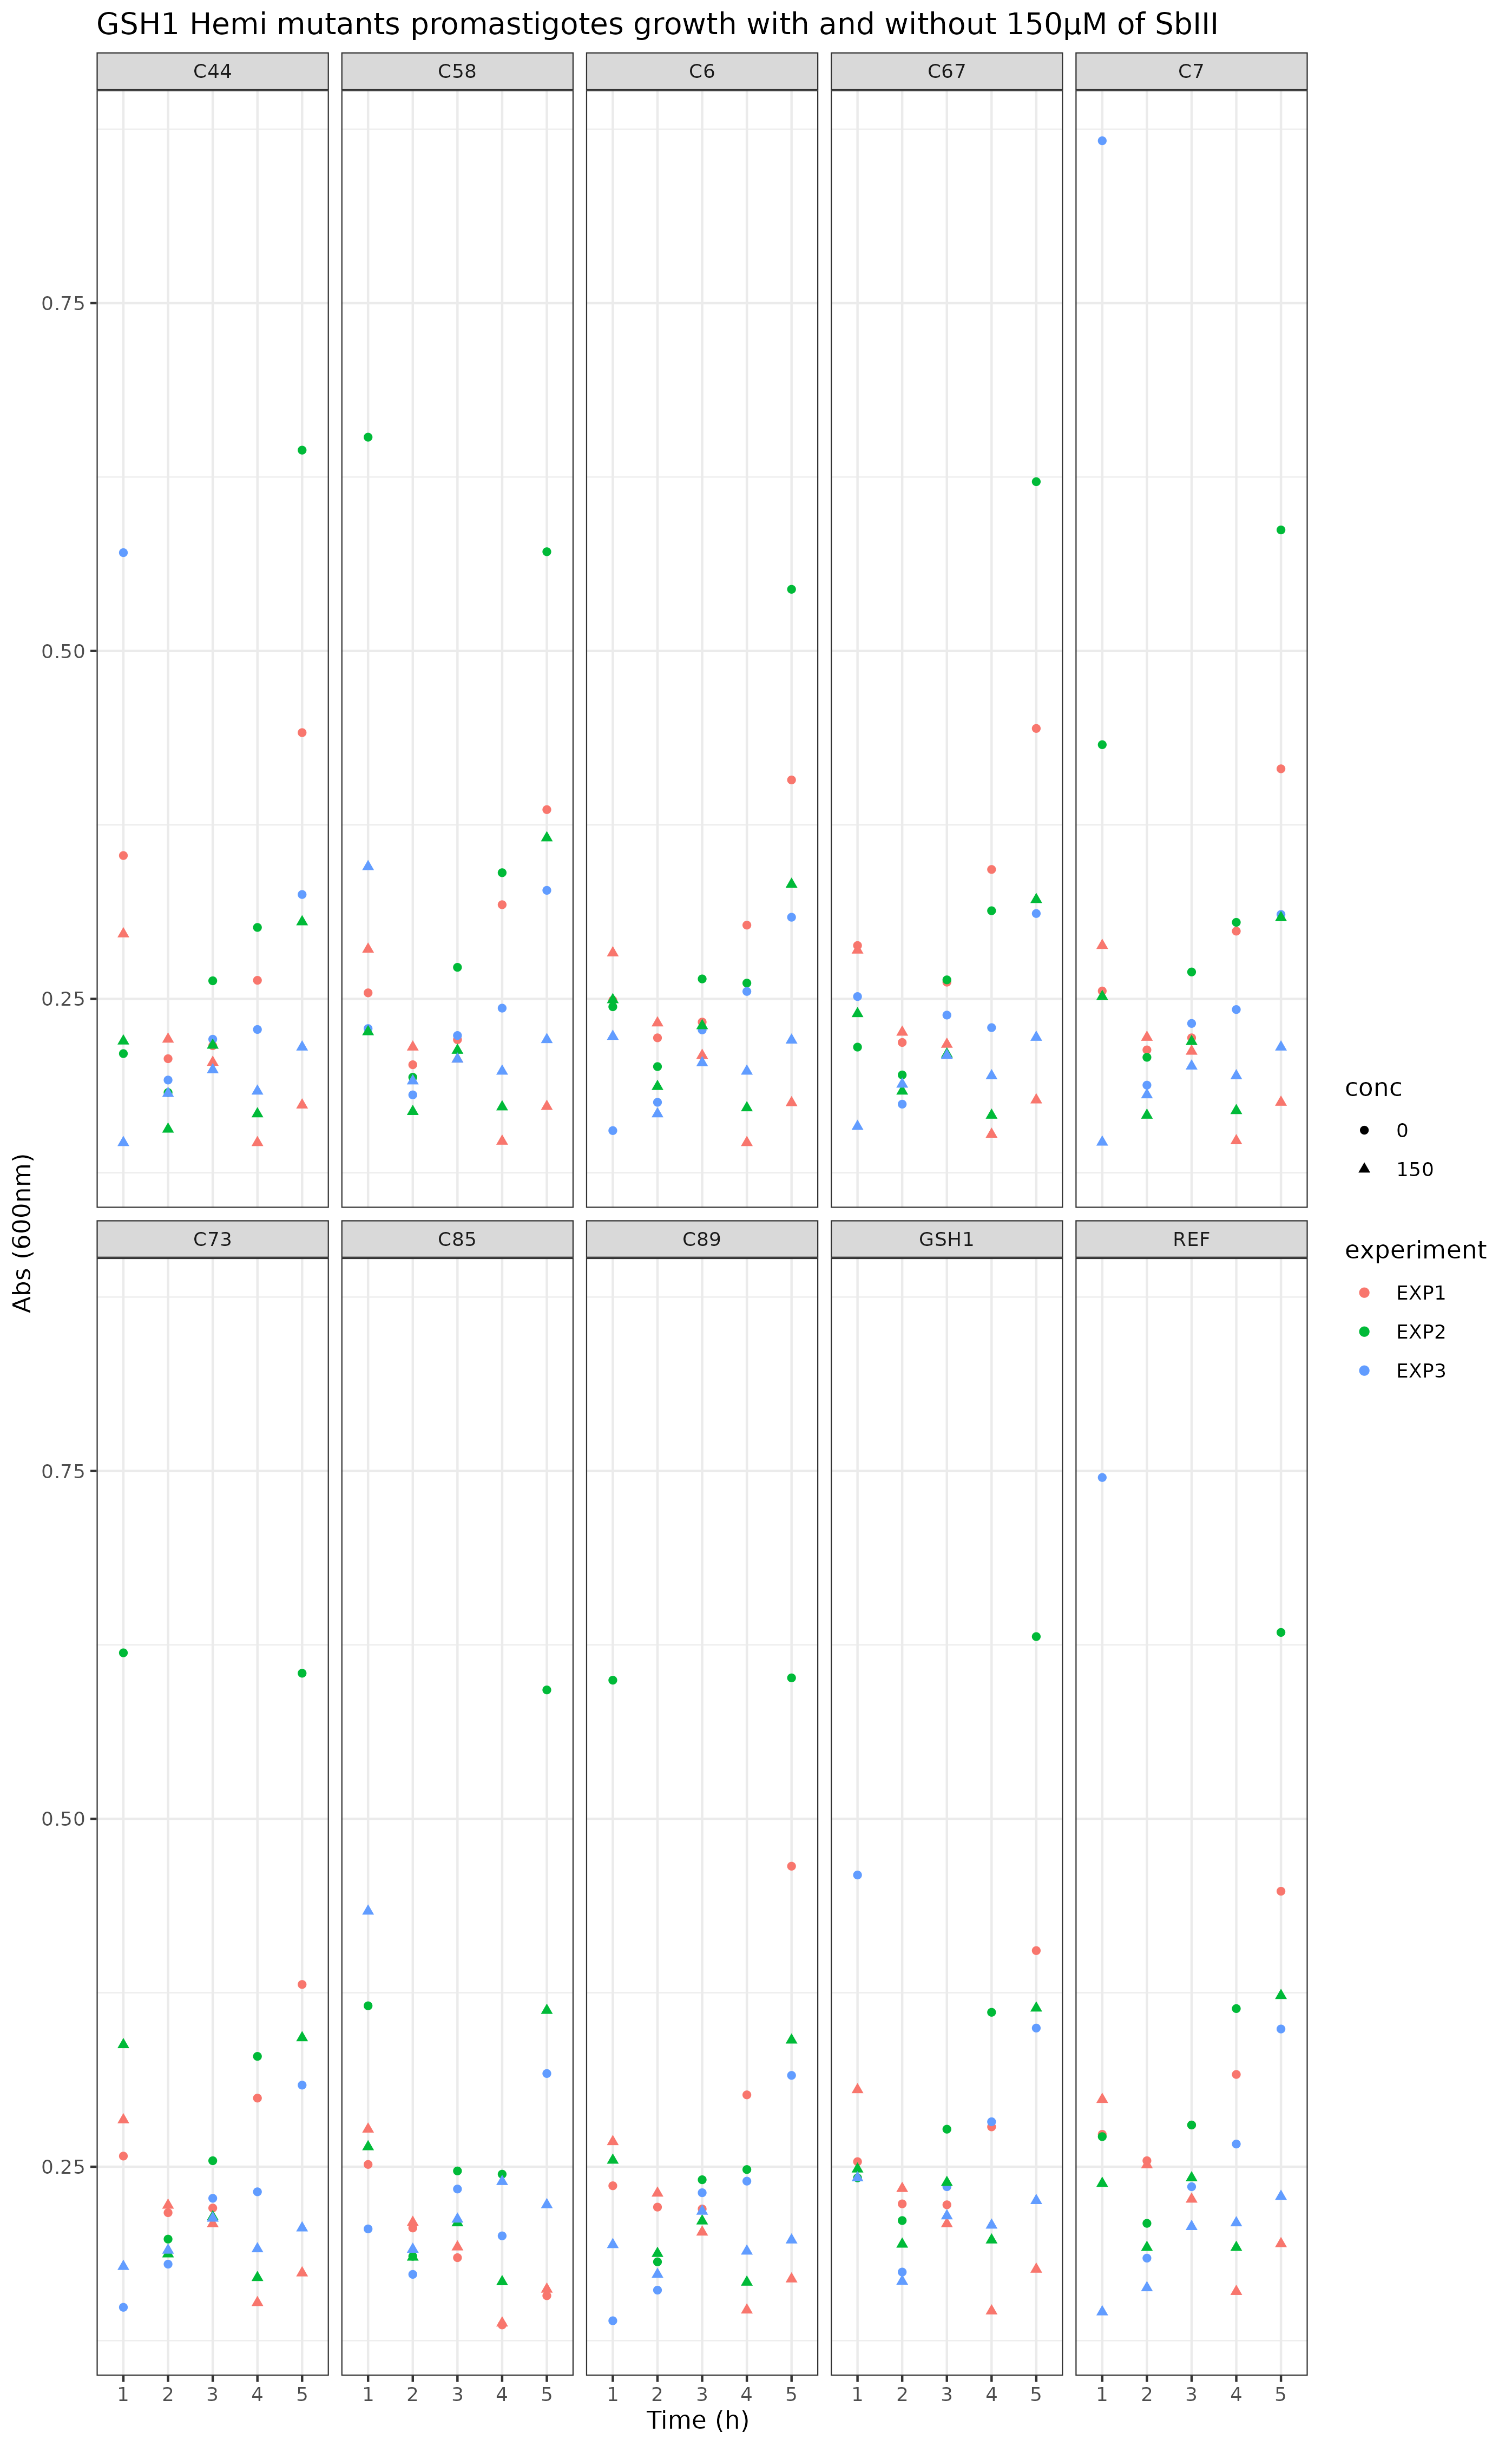 GSH1 Hemi mutants promastigotes growth with and without 150µM of SbIII
C44 C58 C6 C67 C7
0.75
0.50
0.25
C73 C85 C89 GSH1 REF
0.75
0.50
0.25
1 2 3 4 5 1 2 3 4 5 1 2 3 4 5 1 2 3 4 5 1 2 3 4 5
Time (h)
Abs (600nm)
conc
0
150
experiment
EXP1
EXP2
EXP3